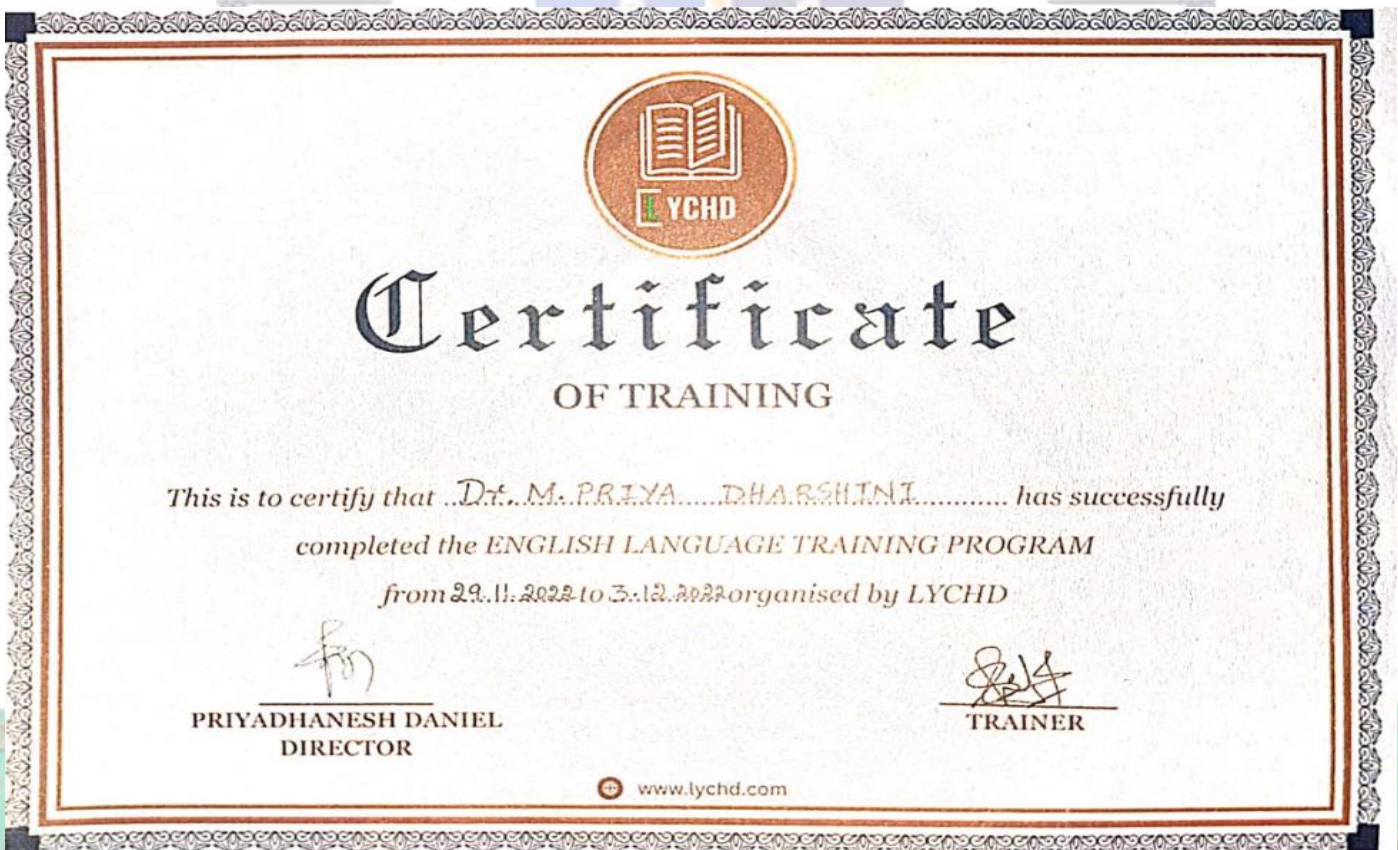 LYCHD
Certificate
OF TRAINING
This is to certify that Dr. M. PRIYA DHARSHINI has successfully
completed the ENGLISH LANGUAGE TRAINING PROGRAM
from 29.11.2022 to 3.12.2022 organised by LYCHD
PRIYADHANESH DANIEL
DIRECTOR
TRAINER
www.lychd.com